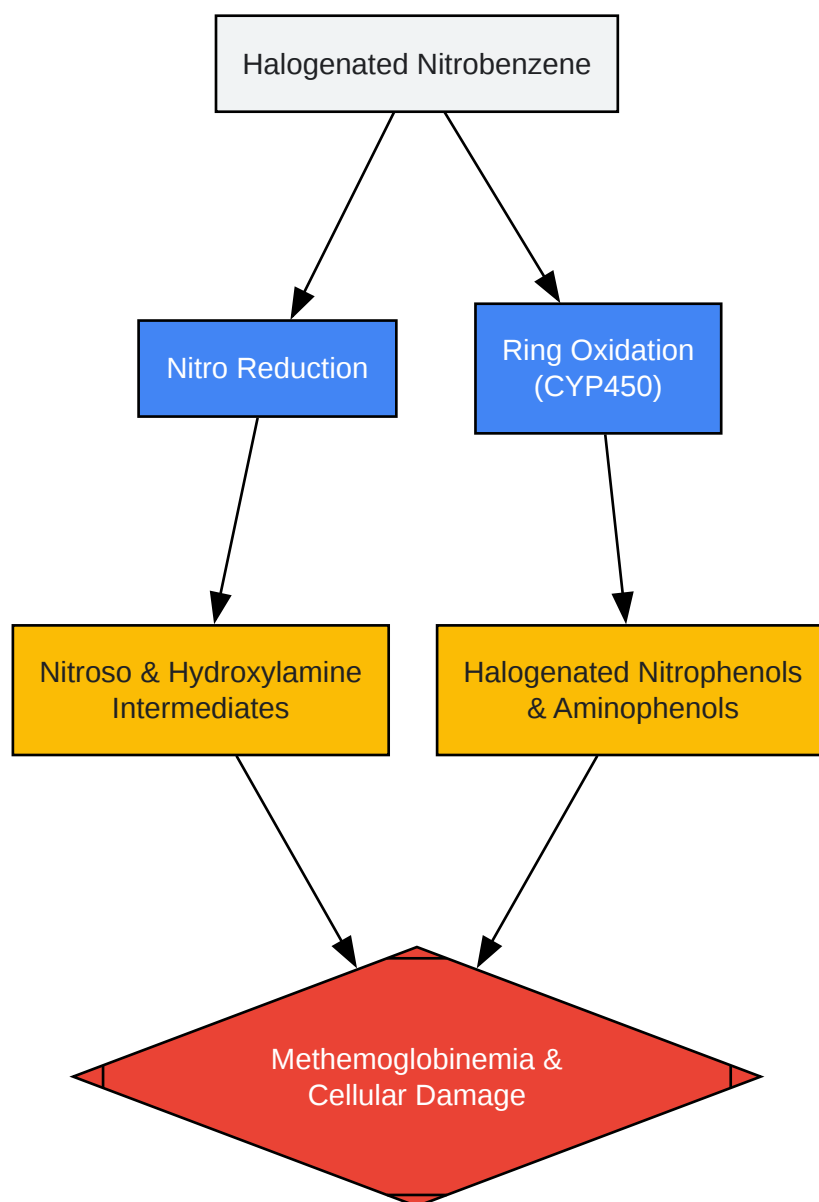 Halogenated Nitrobenzene
Nitro Reduction
Ring Oxidation
(CYP450)
Nitroso & Hydroxylamine
Intermediates
Halogenated Nitrophenols
& Aminophenols
Methemoglobinemia &
Cellular Damage